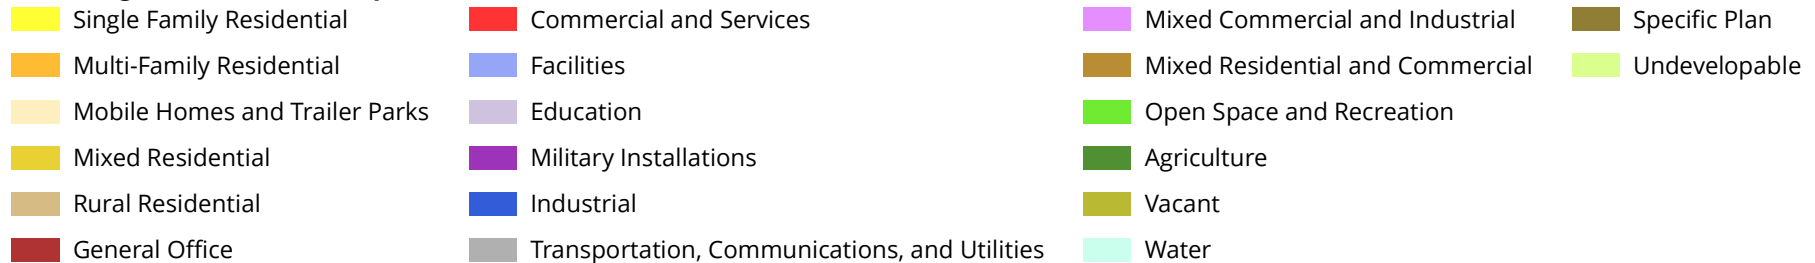 Single Family Residential
Multi-Family Residential
Mobile Homes and Trailer Parks
Mixed Residential
Rural Residential
General Office
Commercial and Services
Facilities
Education
Military Installations
Industrial
Transportation, Communications, and Utilities
Mixed Commercial and Industrial
Mixed Residential and Commercial
Open Space and Recreation
Agriculture
Vacant
Water
Specific Plan
Undevelopable